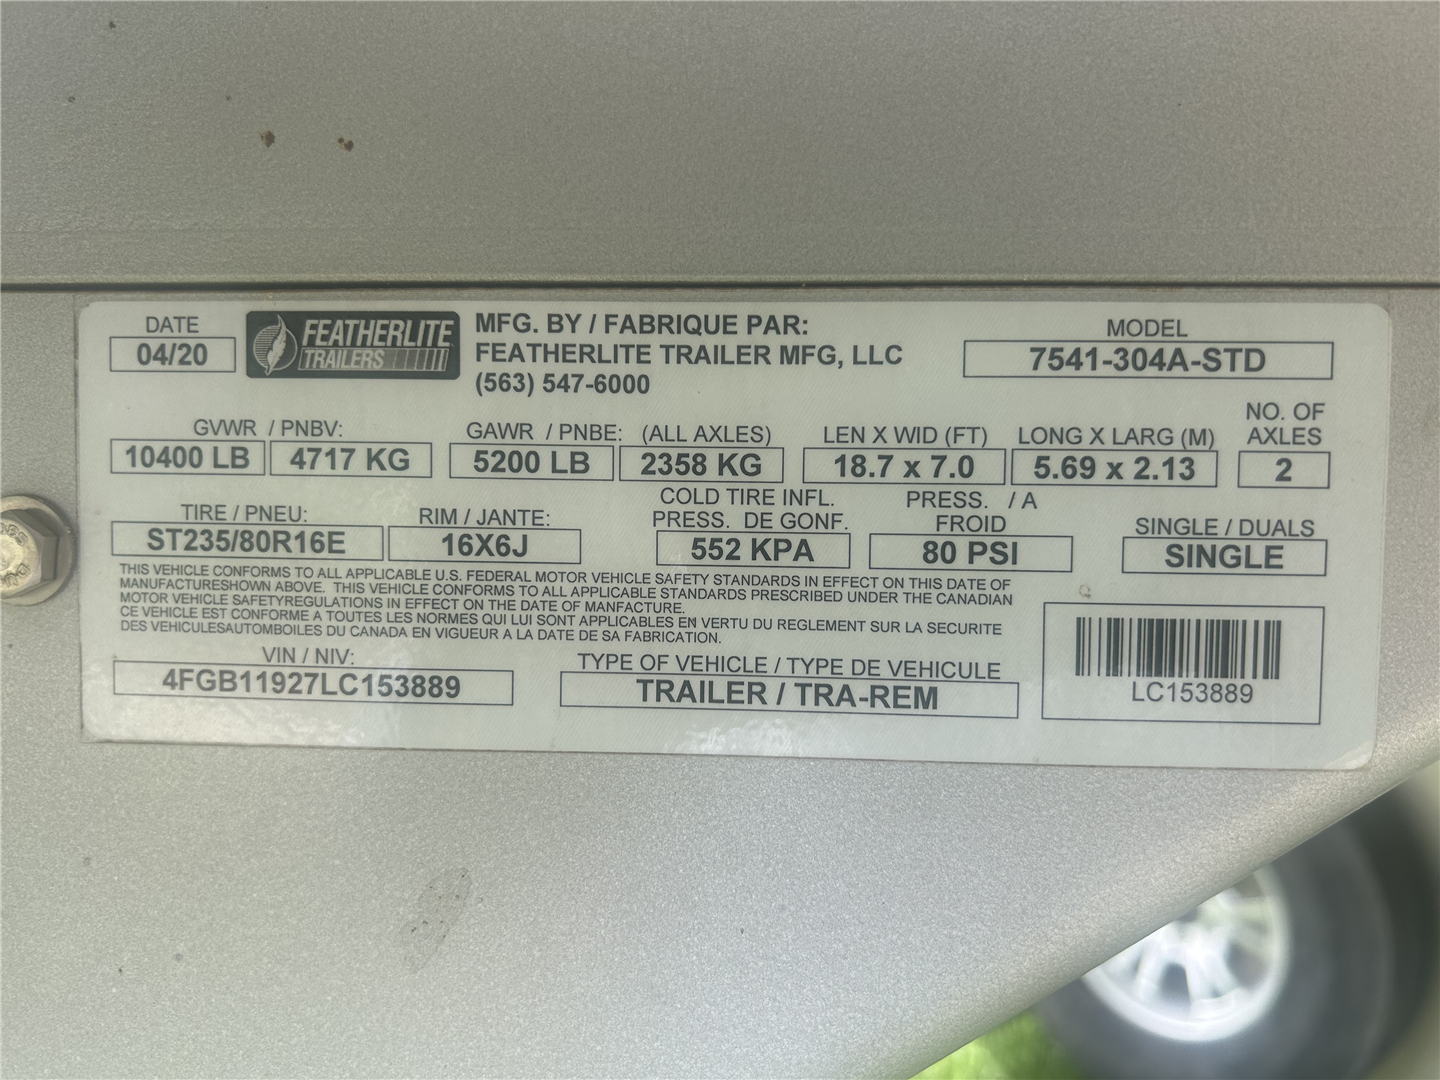 DATE
04/20
FEATHERLITE
TRAILERS
MFG. BY / FABRIQUE PAR:
FEATHERLITE TRAILER MFG, LLC
(563) 547-6000
MODEL
7541-304A-STD
GVWR / PNBV:
10400 LB 4717 KG
GAWR / PNBE: (ALL AXLES)
5200 LB 2358 KG
LEN X WID (FT) LONG X LARG (M)
18.7 x 7.0 5.69 x 2.13
NO. OF
AXLES
2
TIRE / PNEU:
ST235/80R16E
RIM / JANTE:
16X6J
COLD TIRE INFL. PRESS. / A
PRESS. DE GONF. FROID
552 KPA 80 PSI
SINGLE / DUALS
SINGLE
THIS VEHICLE CONFORMS TO ALL APPLICABLE U.S. FEDERAL MOTOR VEHICLE SAFETY STANDARDS IN EFFECT ON THIS DATE OF
MANUFACTURESHOWN ABOVE. THIS VEHICLE CONFORMS TO ALL APPLICABLE STANDARDS PRESCRIBED UNDER THE CANADIAN
MOTOR VEHICLE SAFETYREGULATIONS IN EFFECT ON THE DATE OF MANFACTURE.
CE VEHICLE EST CONFORME A TOUTES LES NORMES QUI LUI SONT APPLICABLES EN VERTU DU REGLEMENT SUR LA SECURITE
DES VEHICULESAUTOMBOILES DU CANADA EN VIGUEUR A LA DATE DE SA FABRICATION.
VIN / NIV:
4FGB11927LC153889
TYPE OF VEHICLE / TYPE DE VEHICULE
TRAILER / TRA-REM
LC153889